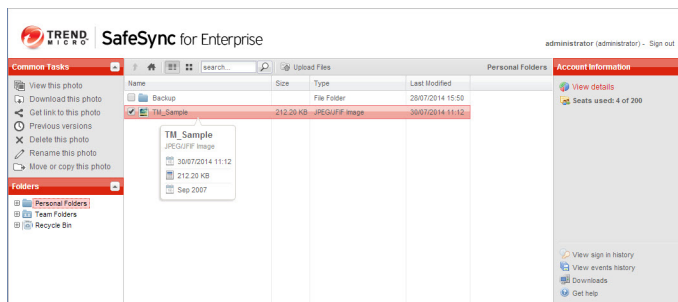 TREND MICRO SafeSync for Enterprise
administrator (administrator) - Sign out
Common Tasks
search...
Upload Files
Personal Folders
Account Information
View this photo
Download this photo
Get link to this photo
Previous versions
Delete this photo
Rename this photo
Move or copy this photo
Folders
Personal Folders
Team Folders
Recycle Bin
Name Size Type Last Modified
Backup File Folder 28/07/2014 15:50
TM_Sample 212.20 KB JPEG/JFIF Image 30/07/2014 11:12
TM_Sample
JPEG/JFIF Image
30/07/2014 11:12
212.20 KB
Sep 2007
View details
Seats used: 4 of 200
View sign in history
View events history
Downloads
Get help